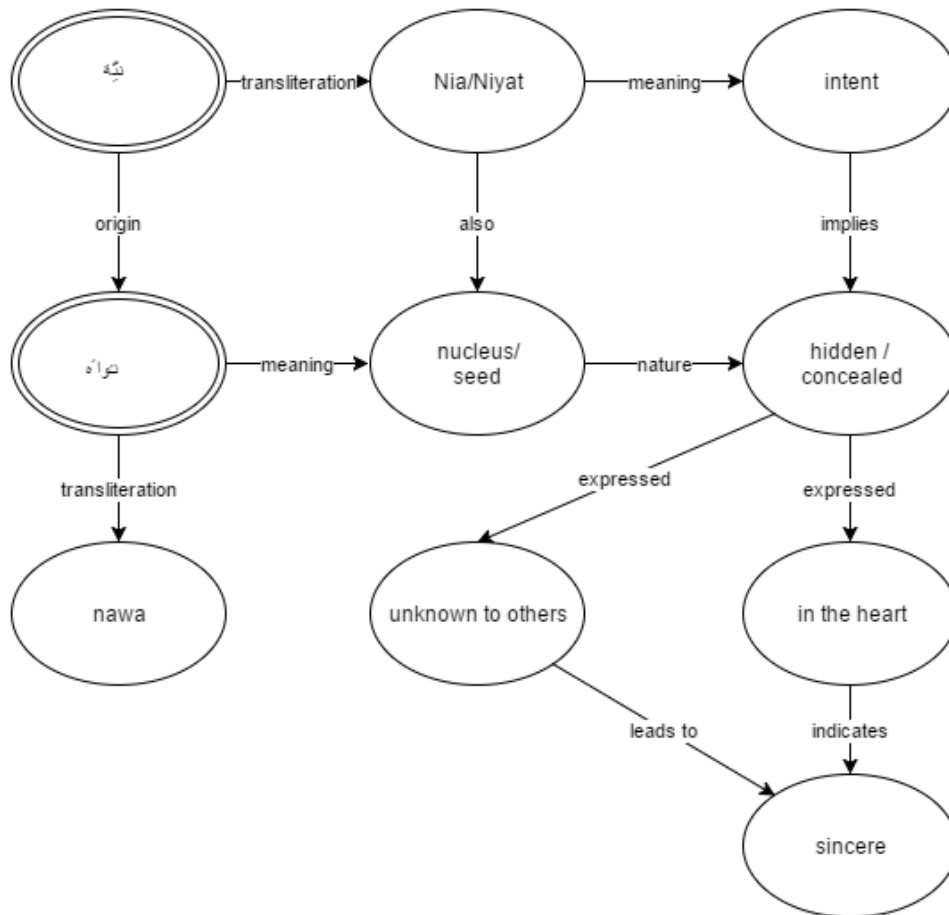 transliteration
Nia/Niyat
meaning
intent
origin
also
implies
meaning
nucleus/
seed
nature
hidden /
concealed
transliteration
expressed
expressed
nawa
unknown to others
in the heart
leads to
indicates
sincere